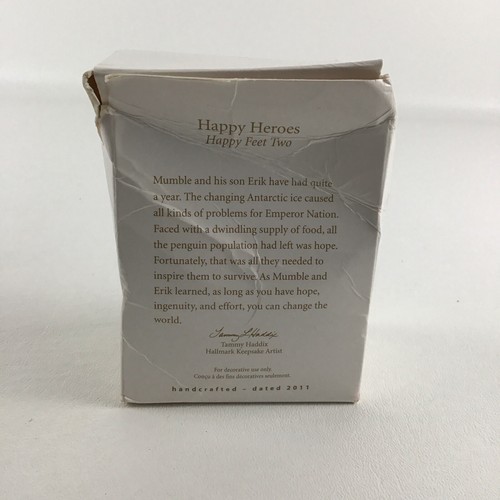 Happy Heroes
Happy Feet Two
Mumble and his son Erik have had quite
a year. The changing Antarctic ice caused
all kinds of problems for Emperor Nation.
Faced with a dwindling supply of food, all
the penguin population had left was hope.
Fortunately, that was all they needed to
inspire them to survive. As Mumble and
Erik learned, as long as you have hope,
ingenuity, and effort, you can change the
world.
Tammy L Haddix
Tammy Haddix
Hallmark Keepsake Artist
For decorative use only.
Conçu à des fins décoratives seulement.
handcrafted – dated 2011